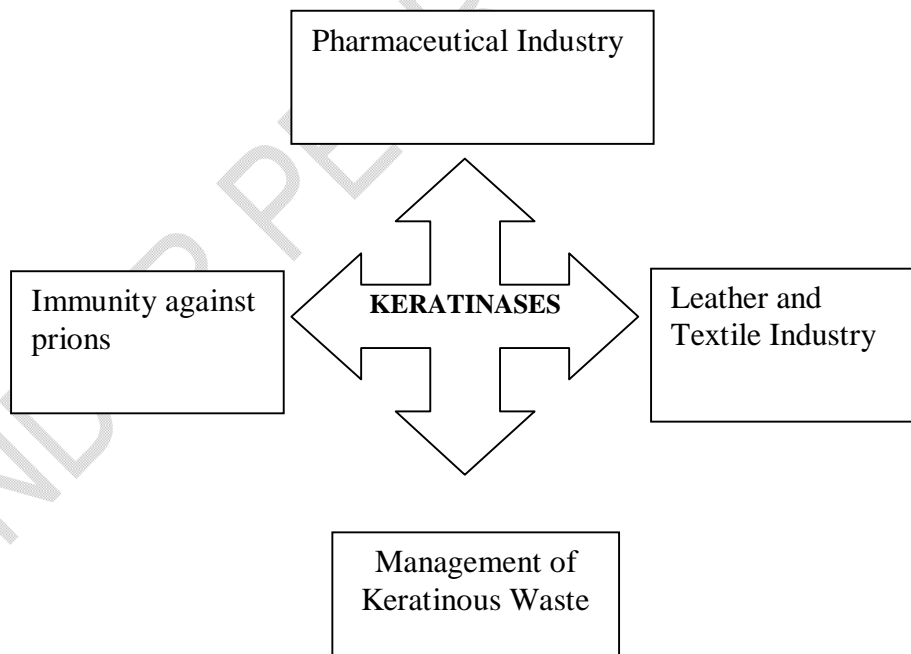 Pharmaceutical Industry
Immunity against
prions
KERATINASES
Leather and
Textile Industry
Management of
Keratinous Waste